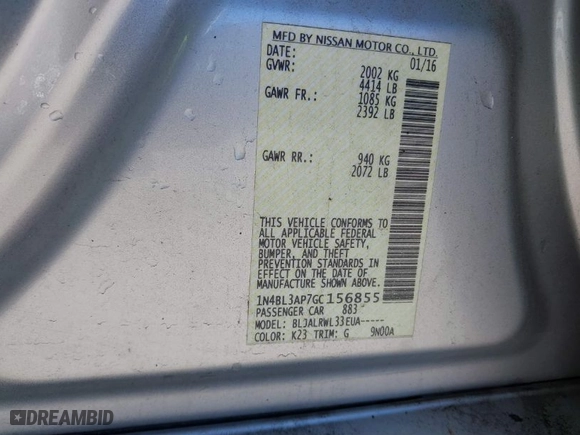 MFD BY NISSAN MOTOR CO., LTD.
DATE: 01/16
GVWR: 2002 KG
4414 LB
GAWR FR.: 1085 KG
2392 LB
GAWR RR.: 940 KG
2072 LB
THIS VEHICLE CONFORMS TO
ALL APPLICABLE FEDERAL
MOTOR VEHICLE SAFETY,
BUMPER, AND THEFT
PREVENTION STANDARDS IN
EFFECT ON THE DATE OF
MANUFACTURE SHOWN ABOVE.
1N4BL3AP7GC156855
PASSENGER CAR 883
MODEL: BLJALRWL33EUA-----
COLOR: K23 TRIM: G 9N00A
DREAMBID